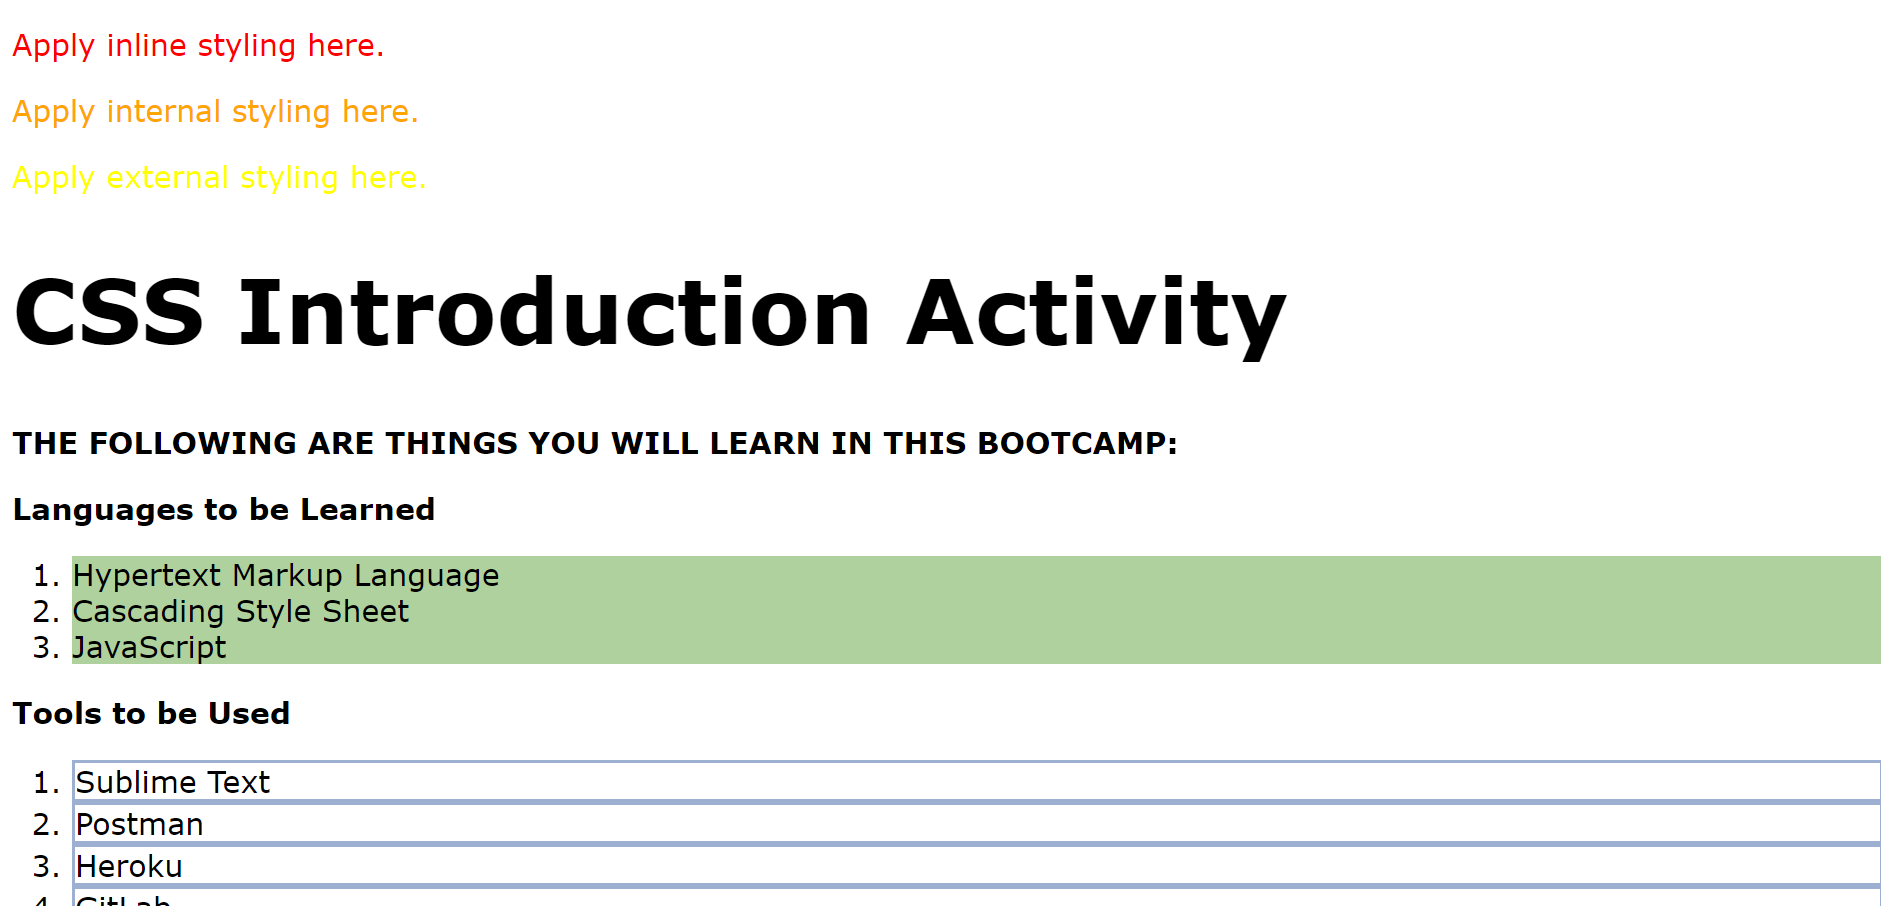 Apply inline styling here.
Apply internal styling here.
Apply external styling here.
CSS Introduction Activity
THE FOLLOWING ARE THINGS YOU WILL LEARN IN THIS BOOTCAMP:
Languages to be Learned
1. Hypertext Markup Language
2. Cascading Style Sheet
3. JavaScript
Tools to be Used
1. Sublime Text
2. Postman
3. Heroku
4. GitLab